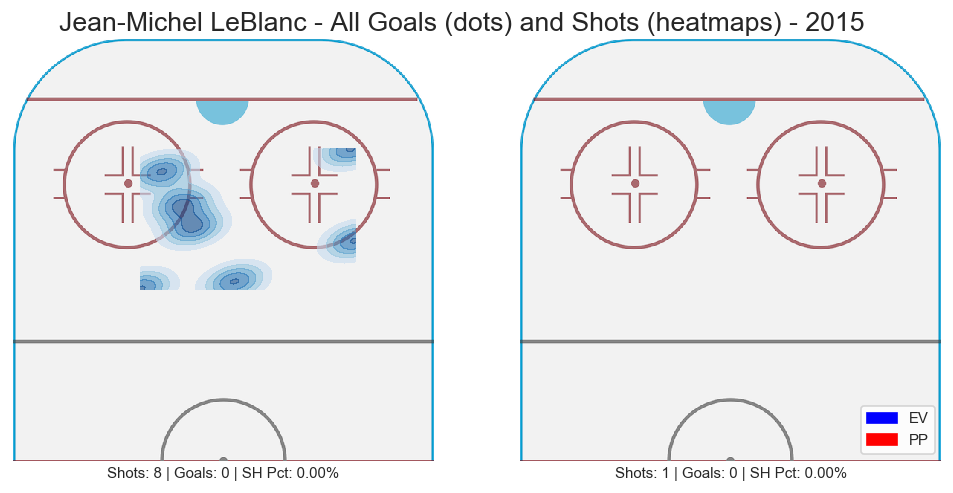 Jean-Michel LeBlanc - All Goals (dots) and Shots (heatmaps) - 2015
EV
PP
Shots: 8 | Goals: 0 | SH Pct: 0.00%
Shots: 1 | Goals: 0 | SH Pct: 0.00%